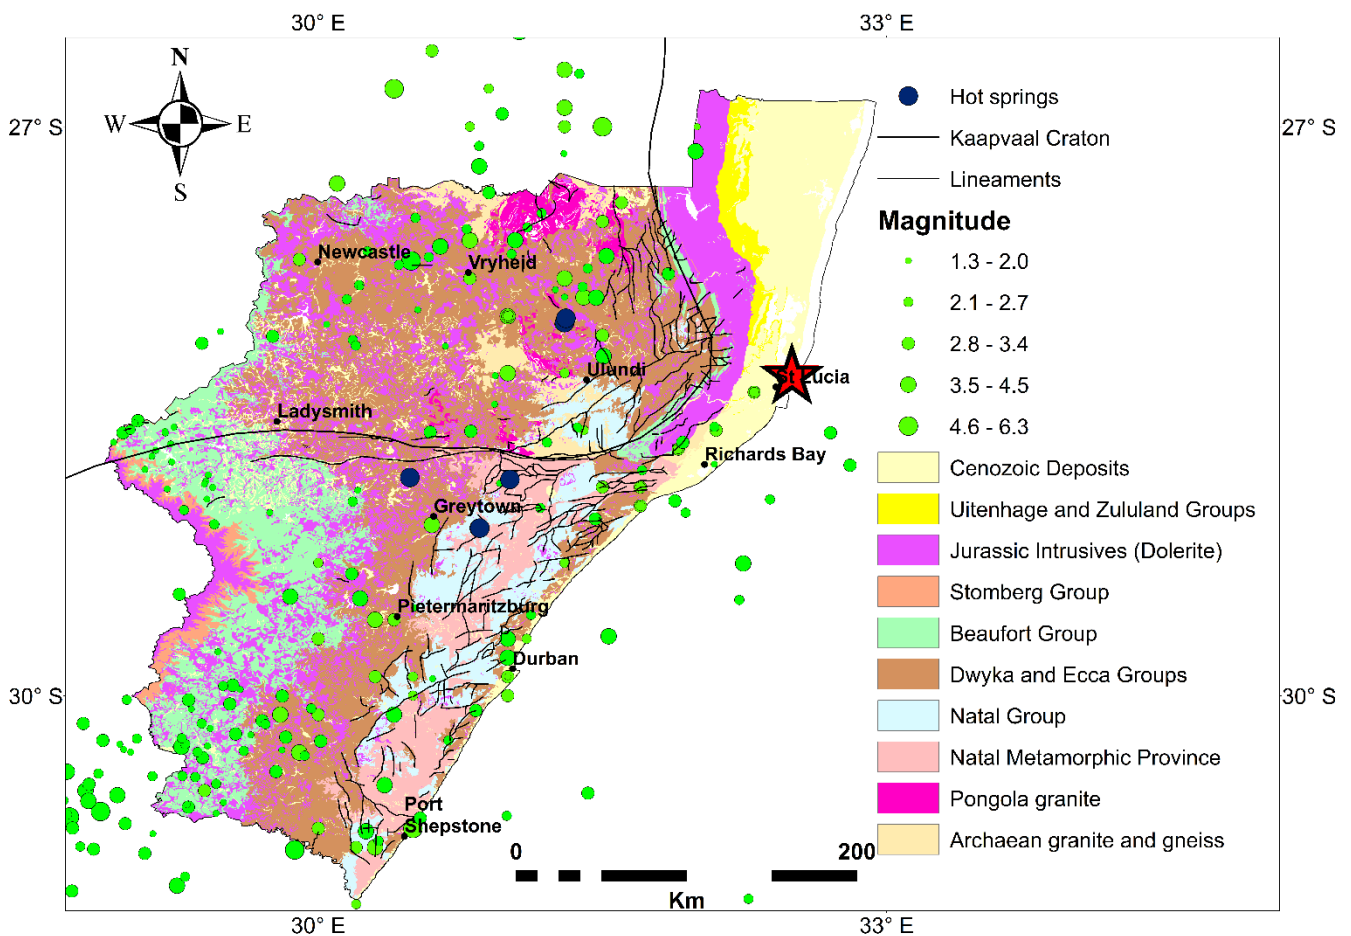 30° E
33° E
N
W
E
S
27° S
27° S
Hot springs
Kaapvaal Craton
Lineaments
Magnitude
1.3 - 2.0
2.1 - 2.7
2.8 - 3.4
3.5 - 4.5
4.6 - 6.3
Newcastle
Vryheid
Ulundi
St Lucia
Ladysmith
Richards Bay
Greytown
Pietermaritzburg
Durban
Port
Shepstone
Cenozoic Deposits
Uitenhage and Zululand Groups
Jurassic Intrusives (Dolerite)
Stomberg Group
Beaufort Group
Dwyka and Ecca Groups
Natal Group
Natal Metamorphic Province
Pongola granite
Archaean granite and gneiss
30° S
30° S
0
200
Km
30° E
33° E